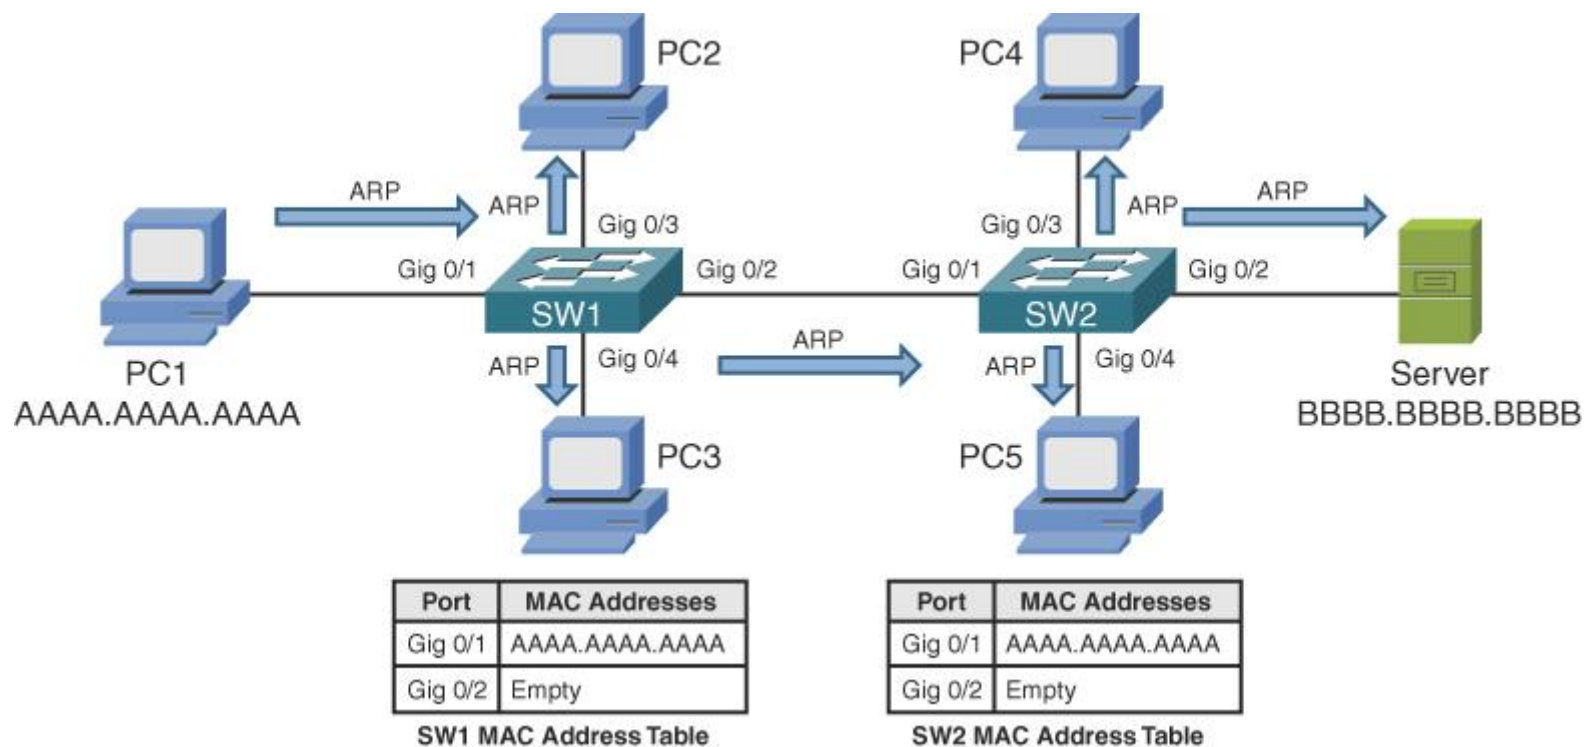 PC2
PC4
ARP
ARP
ARP
ARP
Gig 0/3
Gig 0/3
Gig 0/1
Gig 0/2
Gig 0/1
Gig 0/2
SW1
SW2
ARP
Gig 0/4
ARP
ARP
Gig 0/4
PC1
AAAA.AAAA.AAAA
Server
BBBB.BBBB.BBBB
PC3
PC5
Port MAC Addresses
Gig 0/1 AAAA.AAAA.AAAA
Gig 0/2 Empty
SW1 MAC Address Table
Port MAC Addresses
Gig 0/1 AAAA.AAAA.AAAA
Gig 0/2 Empty
SW2 MAC Address Table